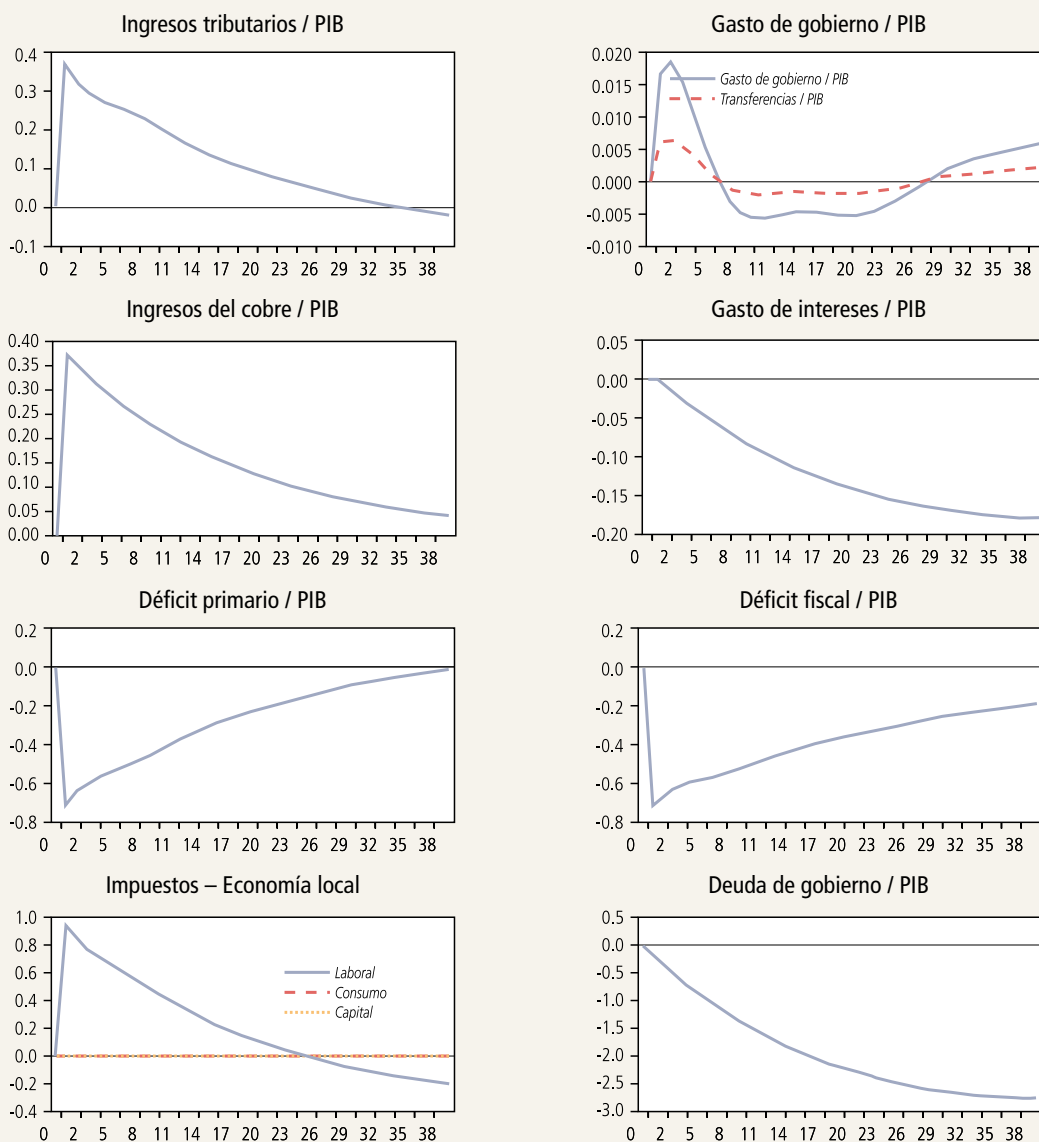 Ingresos tributarios / PIB
0.4
0.3
0.2
0.1
0.0
-0.1
0 2 5 8 11 14 17 20 23 26 29 32 35 38
Gasto de gobierno / PIB
0.020
0.015
0.010
0.005
0.000
-0.005
-0.010
Gasto de gobierno / PIB
Transferencias / PIB
0 2 5 8 11 14 17 20 23 26 29 32 35 38
Ingresos del cobre / PIB
0.40
0.35
0.30
0.25
0.20
0.15
0.10
0.05
0.00
0 2 5 8 11 14 17 20 23 26 29 32 35 38
Gasto de intereses / PIB
0.05
0.00
-0.05
-0.10
-0.15
-0.20
0 2 5 8 11 14 17 20 23 26 29 32 35 38
Déficit primario / PIB
0.2
0.0
-0.2
-0.4
-0.6
-0.8
0 2 5 8 11 14 17 20 23 26 29 32 35 38
Déficit fiscal / PIB
0.2
0.0
-0.2
-0.4
-0.6
-0.8
0 2 5 8 11 14 17 20 23 26 29 32 35 38
Impuestos – Economía local
1.0
0.8
0.6
0.4
0.2
0.0
-0.2
-0.4
Laboral
Consumo
Capital
0 2 5 8 11 14 17 20 23 26 29 32 35 38
Deuda de gobierno / PIB
0.5
0.0
-0.5
-1.0
-1.5
-2.0
-2.5
-3.0
0 2 5 8 11 14 17 20 23 26 29 32 35 38